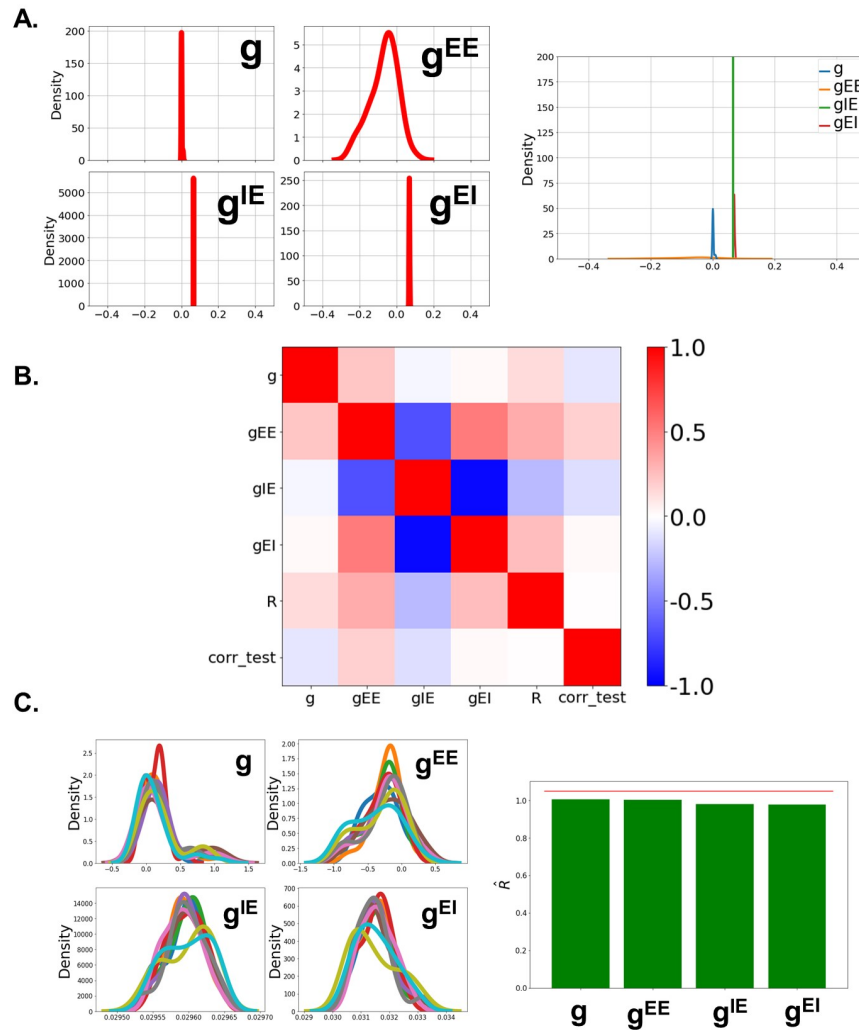 A.
200
150
100
50
0
Density
g
5
4
3
2
1
0
g^EE
5000
4000
3000
2000
1000
0
Density
g^IE
−0.4 −0.2 0.0 0.2 0.4
250
200
150
100
50
0
g^EI
−0.4 −0.2 0.0 0.2 0.4
200
175
150
125
100
75
50
25
0
Density
g
gEE
gIE
gEI
−0.4 −0.2 0.0 0.2 0.4
B.
g
gEE
gIE
gEI
R
corr_test
g gEE gIE gEI R corr_test
1.0
0.5
0.0
-0.5
-1.0
C.
2.5
2.0
1.5
1.0
0.5
0.0
Density
g
−0.5 0.0 0.5 1.0 1.5
2.00
1.75
1.50
1.25
1.00
0.75
0.50
0.25
0.00
g^EE
−1.5 −1.0 −0.5 0.0 0.5
14000
12000
10000
8000
6000
4000
2000
0
Density
g^IE
0.02950 0.02955 0.02960 0.02965 0.02970
700
600
500
400
300
200
100
0
Density
g^EI
0.029 0.030 0.031 0.032 0.033 0.034
1.0
0.8
0.6
0.4
0.2
0.0
R̂
g g^EE g^IE g^EI